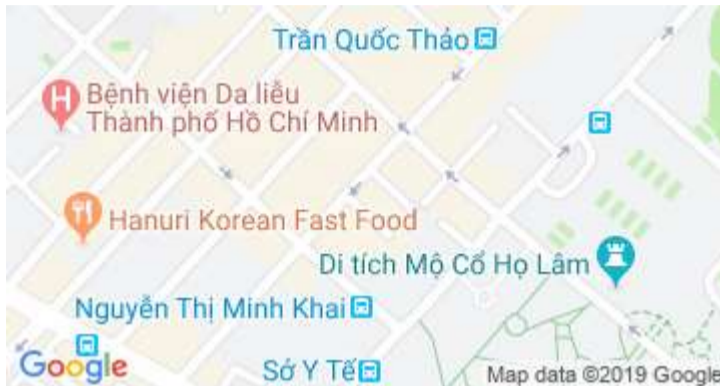 Trần Quốc Thảo
Bệnh viện Da liễu
Thành phố Hồ Chí Minh
H
Hanuri Korean Fast Food
Di tích Mộ Cổ Họ Lâm
Nguyễn Thị Minh Khai
Google
Sở Y Tế
Map data ©2019 Google